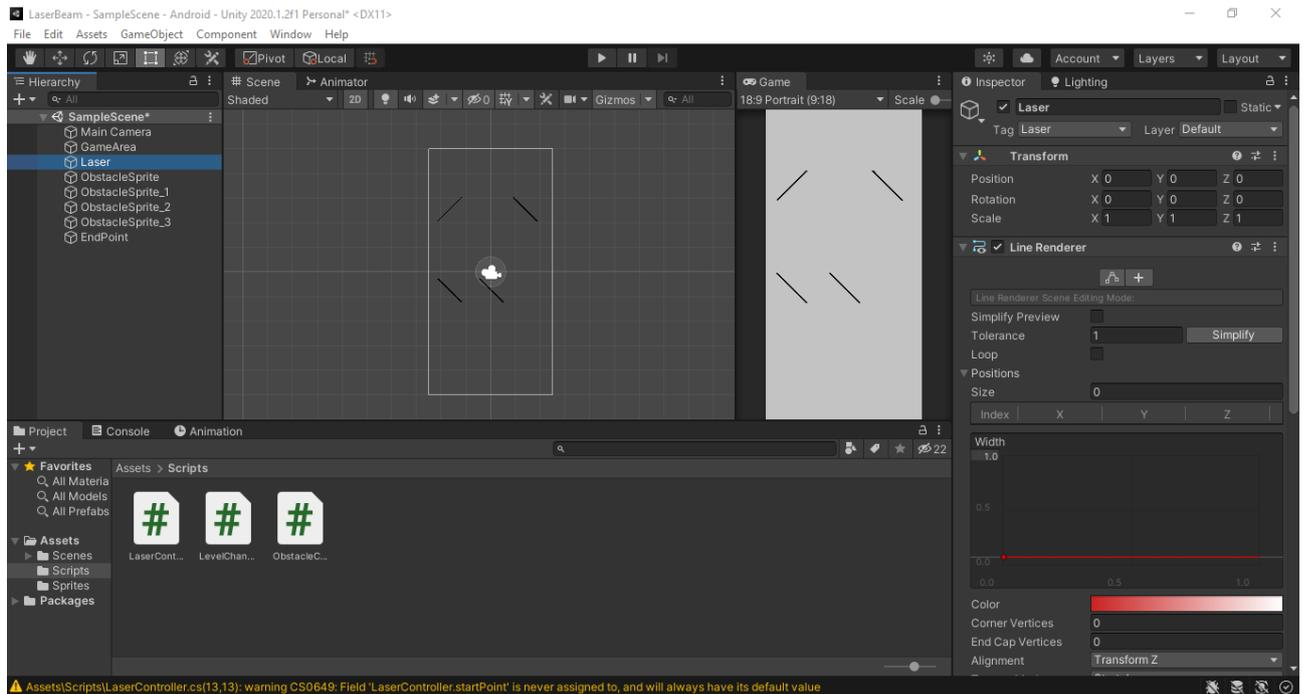 LaserBeam - SampleScene - Android - Unity 2020.1.2f1 Personal* <DX11>
File Edit Assets GameObject Component Window Help
Pivot Local Account Layers Layout
Hierarchy
All
SampleScene*
Main Camera
GameArea
Laser
ObstacleSprite
ObstacleSprite_1
ObstacleSprite_2
ObstacleSprite_3
EndPoint
Scene Animator
Shaded 2D 0 Gizmos All
Game
18:9 Portrait (9:18) Scale
Inspector Lighting
Laser Static
Tag Laser Layer Default
Transform
Position X 0 Y 0 Z 0
Rotation X 0 Y 0 Z 0
Scale X 1 Y 1 Z 1
Line Renderer
Line Renderer Scene Editing Mode:
Simplify Preview
Tolerance 1 Simplify
Loop
Positions
Size 0
Index X Y Z
Width
1.0
0.5
0.0
0.0 0.5 1.0
Color
Corner Vertices 0
End Cap Vertices 0
Alignment Transform Z
Project Console Animation
22
Favorites
All Materia
All Models
All Prefabs
Assets
Scenes
Scripts
Sprites
Packages
Assets > Scripts
# # #
LaserCont... LevelChan... ObstacleC...
Assets\Scripts\LaserController.cs(13,13): warning CS0649: Field 'LaserController.startPoint' is never assigned to, and will always have its default value